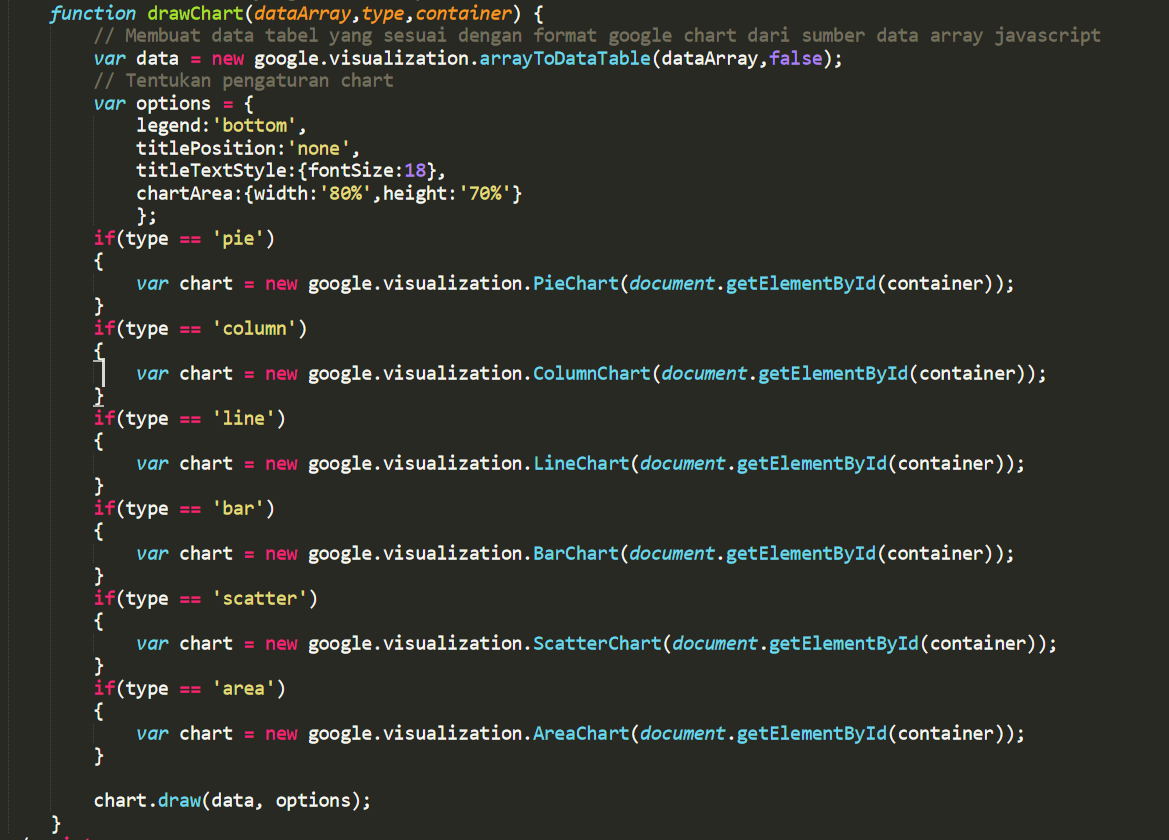 function drawChart(dataArray,type,container) {
// Membuat data tabel yang sesuai dengan format google chart dari sumber data array javascript
var data = new google.visualization.arrayToDataTable(dataArray,false);
// Tentukan pengaturan chart
var options = {
legend:'bottom',
titlePosition:'none',
titleTextStyle:{fontSize:18},
chartArea:{width:'80%',height:'70%'}
};
if(type == 'pie')
{
var chart = new google.visualization.PieChart(document.getElementById(container));
}
if(type == 'column')
{
var chart = new google.visualization.ColumnChart(document.getElementById(container));
}
if(type == 'line')
{
var chart = new google.visualization.LineChart(document.getElementById(container));
}
if(type == 'bar')
{
var chart = new google.visualization.BarChart(document.getElementById(container));
}
if(type == 'scatter')
{
var chart = new google.visualization.ScatterChart(document.getElementById(container));
}
if(type == 'area')
{
var chart = new google.visualization.AreaChart(document.getElementById(container));
}
chart.draw(data, options);
}